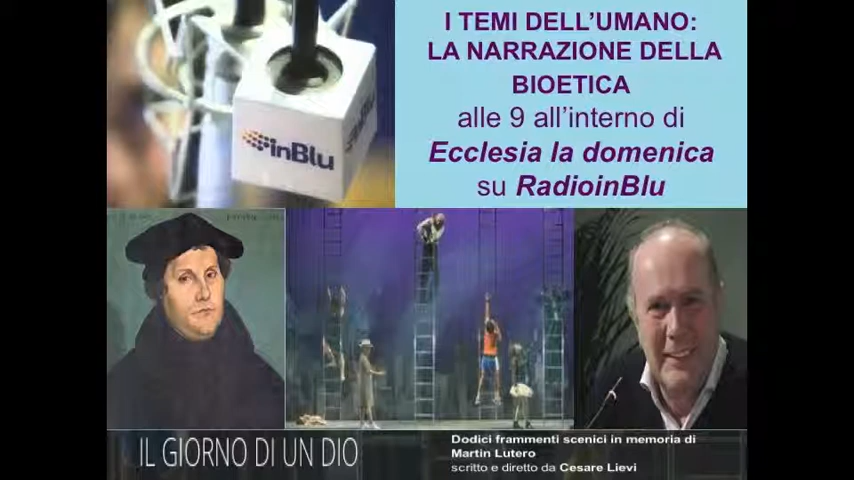 I TEMI DELL’UMANO:
LA NARRAZIONE DELLA
BIOETICA
alle 9 all’interno di
Ecclesia la domenica
su RadioinBlu
inBlu
inBlu
IL GIORNO DI UN DIO
Dodici frammenti scenici in memoria di
Martin Lutero
scritto e diretto da Cesare Lievi